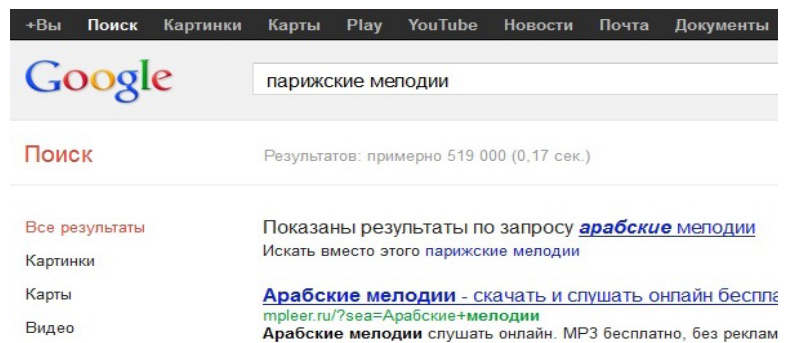 +Вы Поиск Картинки Карты Play YouTube Новости Почта Документы
Google парижские мелодии
Поиск Результатов: примерно 519 000 (0,17 сек.)
Все результаты
Картинки
Карты
Видео
Показаны результаты по запросу арабские мелодии
Искать вместо этого парижские мелодии
Арабские мелодии - скачать и слушать онлайн беспла
mpleer.ru/?sea=Арабские+мелодии
Арабские мелодии слушать онлайн. MP3 бесплатно, без реклам